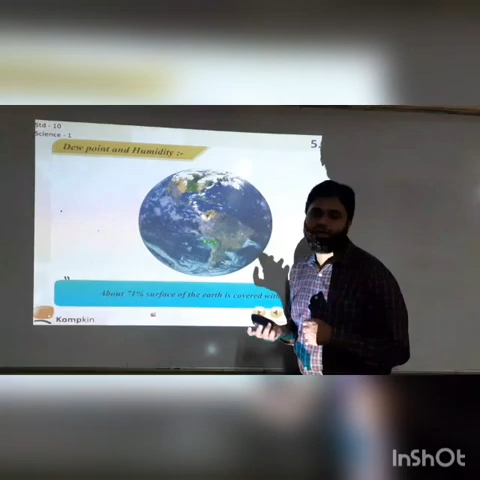 Std - 10
Science - 1
5.
Dew point and Humidity :-
About 71% surface of the earth is covered with
Kompkin
InShOt